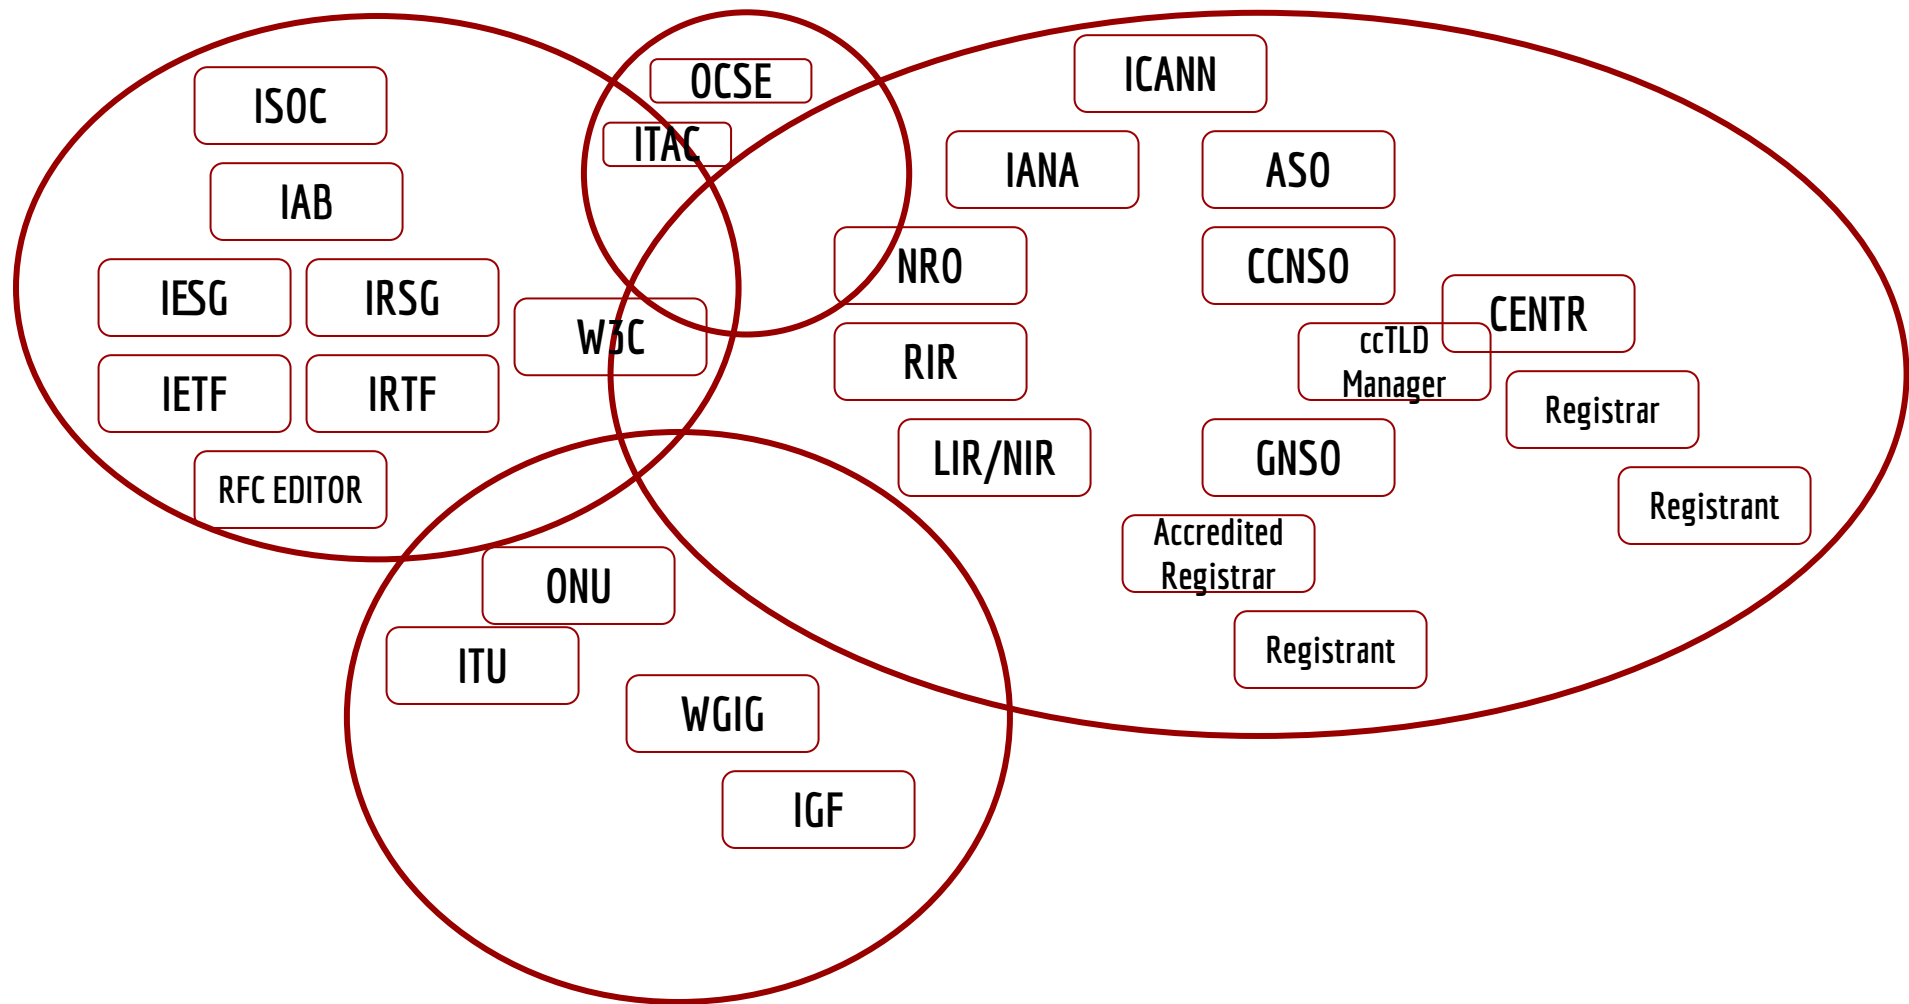 ISOC
IAB
IESG
IRSG
IETF
IRTF
RFC EDITOR
W3C
OCSE
ITAC
ICANN
IANA
ASO
NRO
CCNSO
CENTR
RIR
ccTLD
Manager
Registrar
LIR/NIR
GNSO
Registrant
Accredited
Registrar
Registrant
ONU
ITU
WGIG
IGF